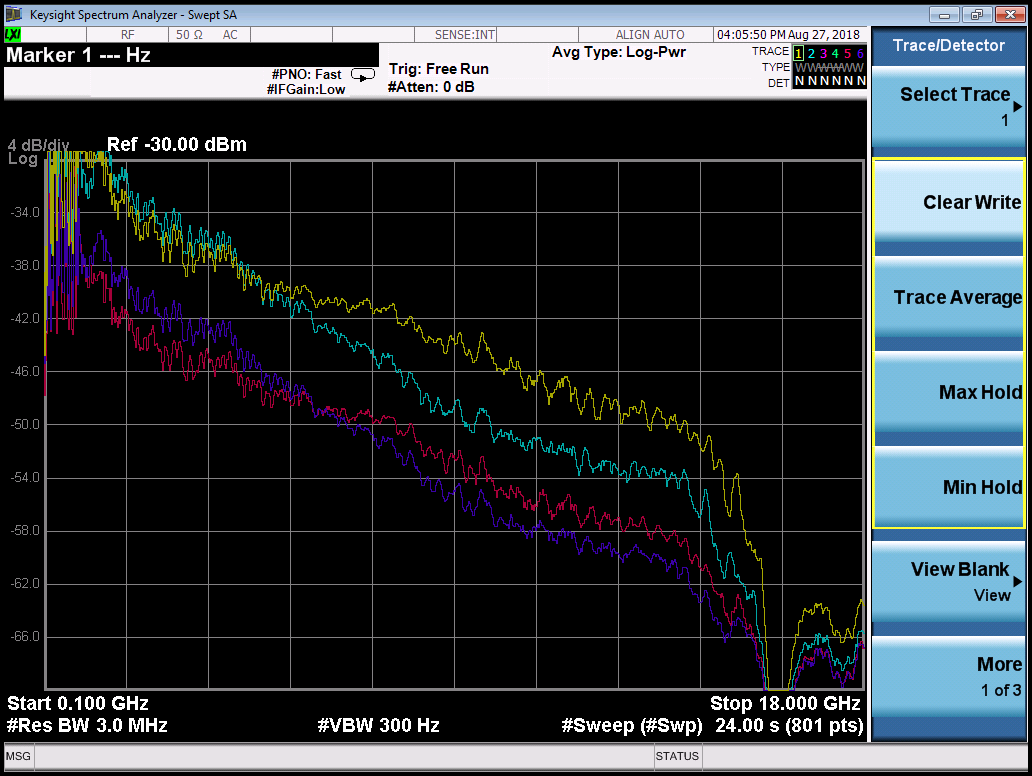 Keysight Spectrum Analyzer - Swept SA
LXI
RF
50 Ω
AC
SENSE:INT
ALIGN AUTO
04:05:50 PM Aug 27, 2018
Marker 1 --- Hz
#PNO: Fast
#IFGain:Low
Trig: Free Run
#Atten: 0 dB
Avg Type: Log-Pwr
TRACE 1 2 3 4 5 6
TYPE WWWWWW
DET N N N N N N
4 dB/div
Log
Ref -30.00 dBm
-34.0
-38.0
-42.0
-46.0
-50.0
-54.0
-58.0
-62.0
-66.0
Start 0.100 GHz
Stop 18.000 GHz
#Res BW 3.0 MHz
#VBW 300 Hz
#Sweep (#Swp) 24.00 s (801 pts)
MSG
STATUS
Trace/Detector
Select Trace
1
Clear Write
Trace Average
Max Hold
Min Hold
View Blank
View
More
1 of 3